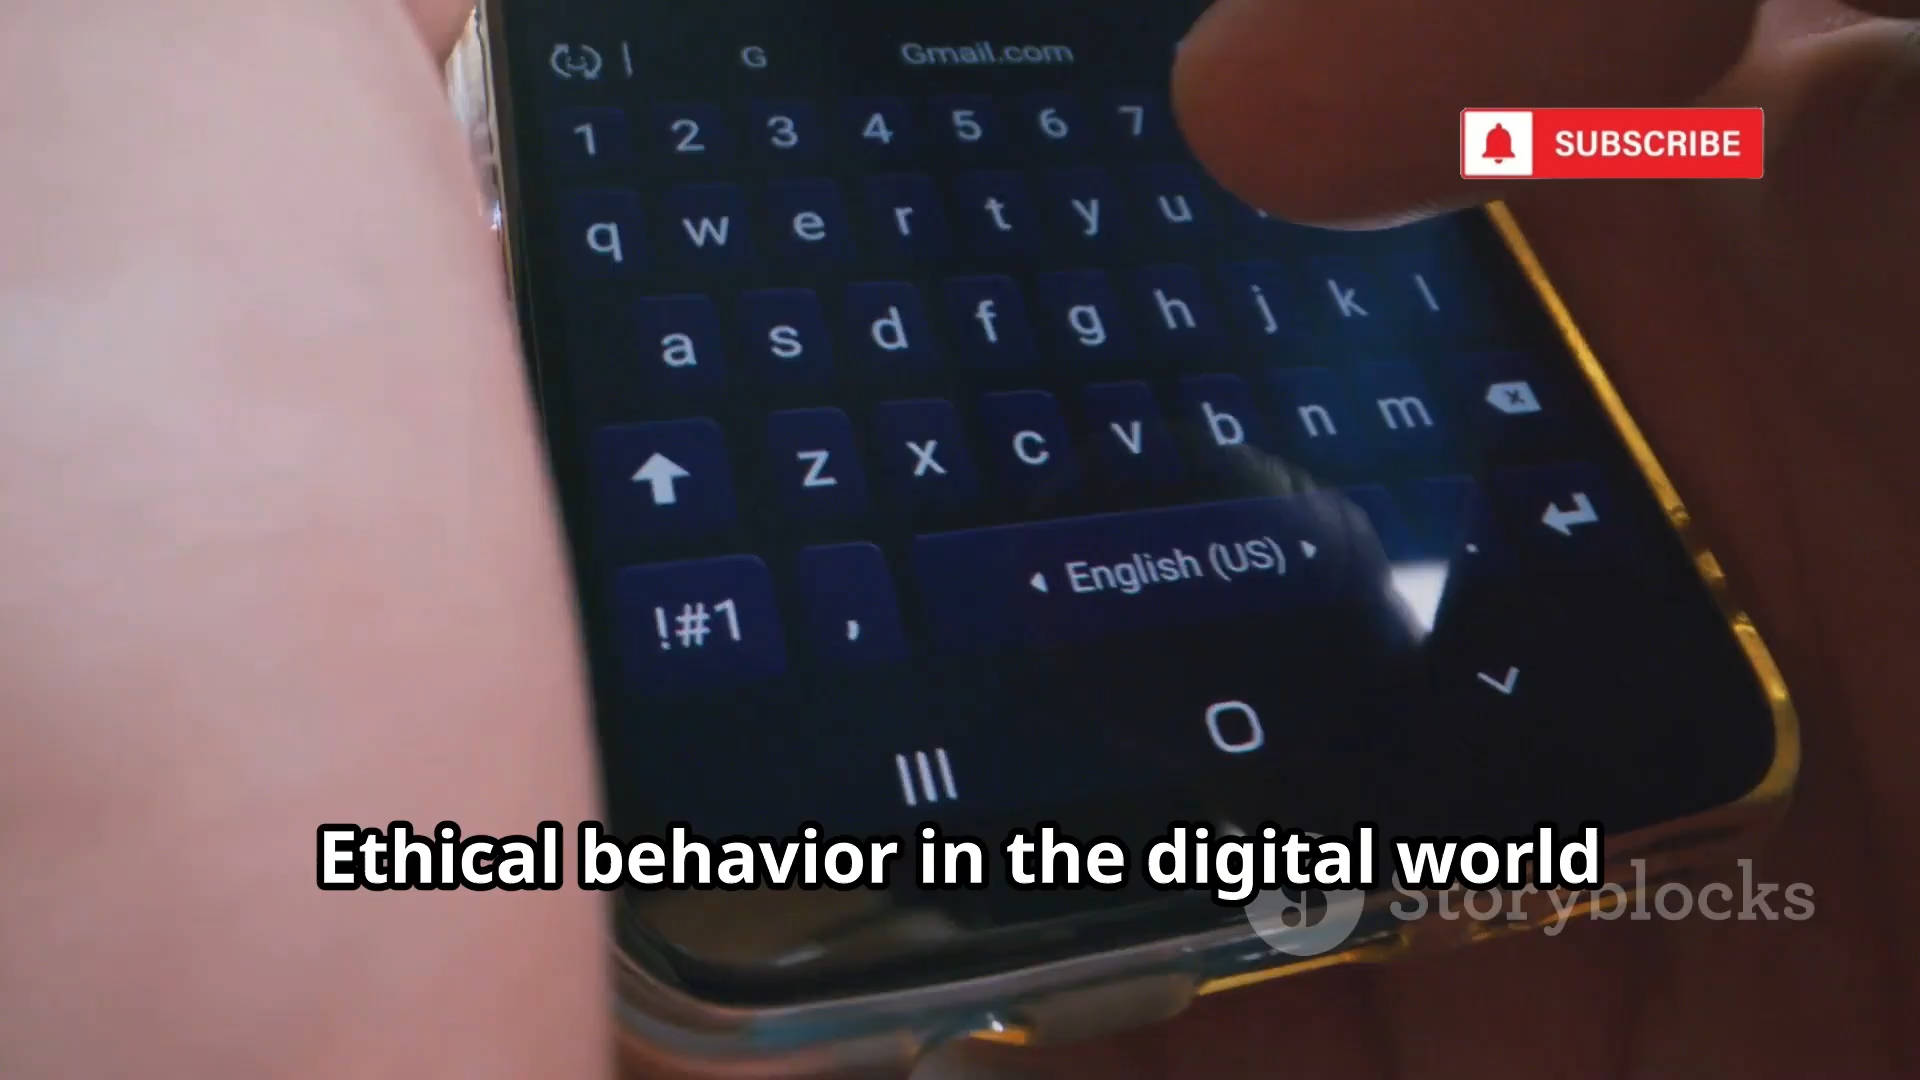 G Gmail.com
1 2 3 4 5 6 7
SUBSCRIBE
q w e r t y u
a s d f g h j k l
z x c v b n m
!#1 , English (US) .
Ethical behavior in the digital world
Storyblocks